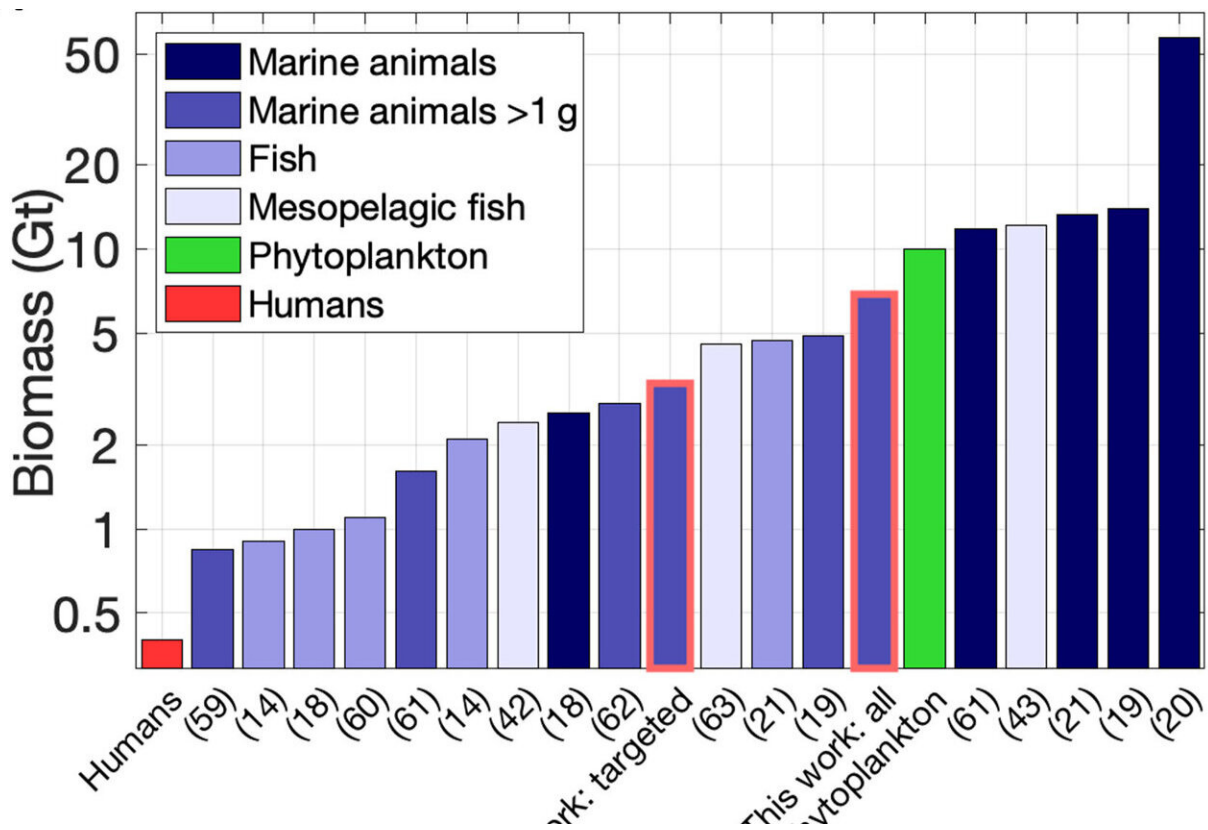 Marine animals
Marine animals >1 g
Fish
Mesopelagic fish
Phytoplankton
Humans
Biomass (Gt)
50
20
10
5
2
1
0.5
Humans
(59)
(14)
(18)
(60)
(61)
(14)
(42)
(18)
(62)
ork: targeted
(63)
(21)
(19)
This work: all
hytoplankton
(61)
(43)
(21)
(19)
(20)